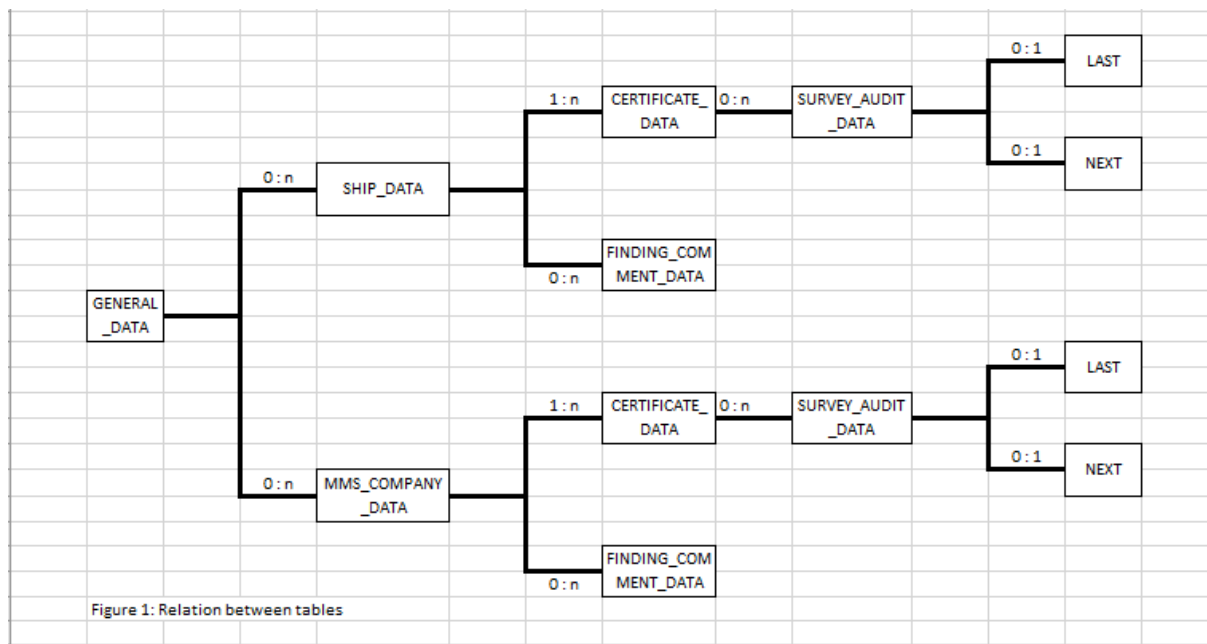 0 : 1
LAST
1 : n
CERTIFICATE_
DATA
0 : n
SURVEY_AUDIT
_DATA
0 : 1
NEXT
0 : n
SHIP_DATA
FINDING_COM
MENT_DATA
0 : n
GENERAL
_DATA
0 : 1
LAST
1 : n
CERTIFICATE_
DATA
0 : n
SURVEY_AUDIT
_DATA
0 : 1
NEXT
0 : n
MMS_COMPANY
_DATA
FINDING_COM
MENT_DATA
0 : n
Figure 1: Relation between tables